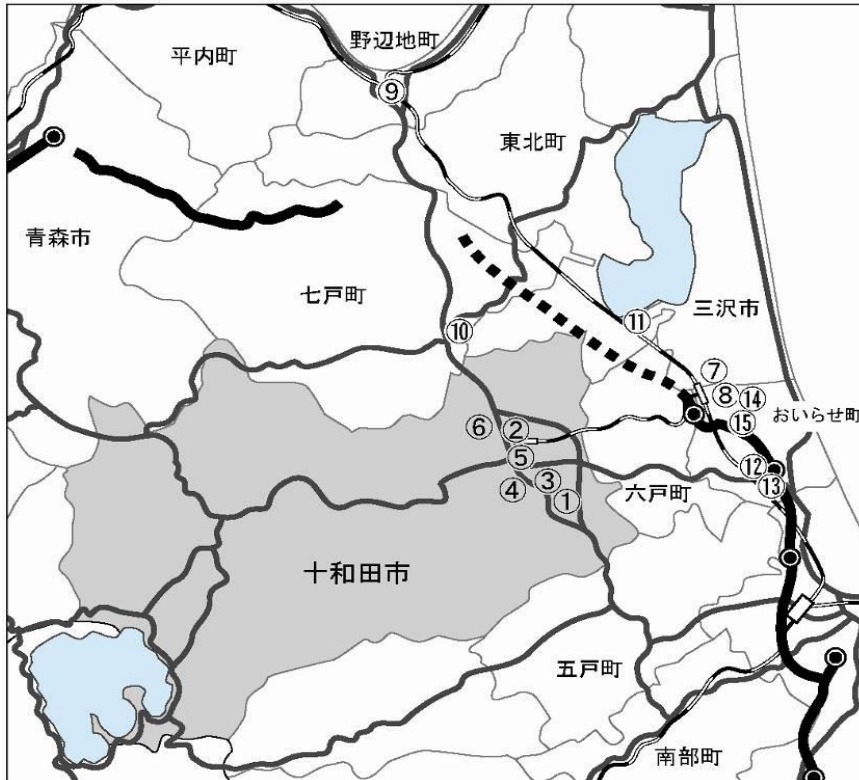 野辺地町
平内町
⑨
東北町
青森市
七戸町
三沢市
⑪
⑩
⑦
⑧ ⑭
おいらせ町
⑥ ② ⑮
⑤ ⑫
④ ③ ① 六戸町 ⑬
十和田市
五戸町
南部町